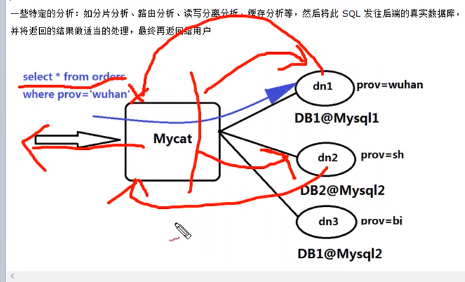 一些特定的分析：如分片分析、路由分析、读写分离分析、缓存分析等，然后将此 SQL 发往后端的真实数据库，
并将返回的结果做适当的处理，最终再返回给用户
select * from orders
where prov='wuhan'
Mycat
dn1
prov=wuhan
DB1@Mysql1
dn2
prov=sh
DB2@Mysql2
dn3
prov=bj
DB1@Mysql2